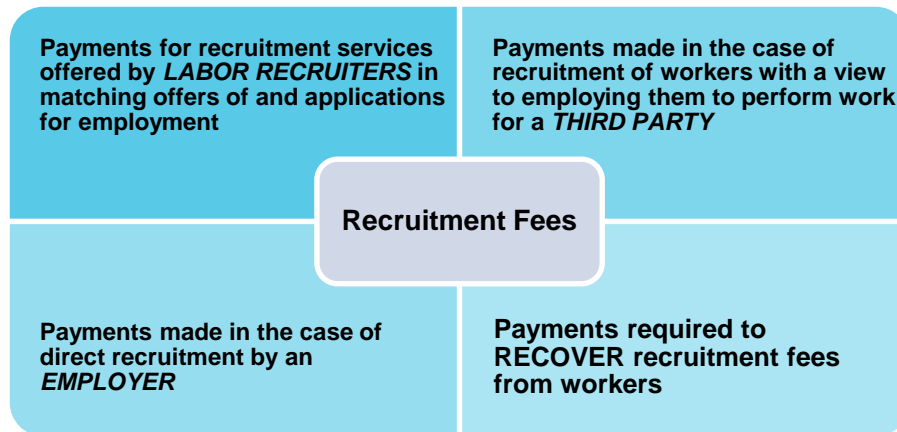 Payments for recruitment services
offered by LABOR RECRUITERS in
matching offers of and applications
for employment
Payments made in the case of
recruitment of workers with a view
to employing them to perform work
for a THIRD PARTY
Recruitment Fees
Payments made in the case of
direct recruitment by an
EMPLOYER
Payments required to
RECOVER recruitment fees
from workers